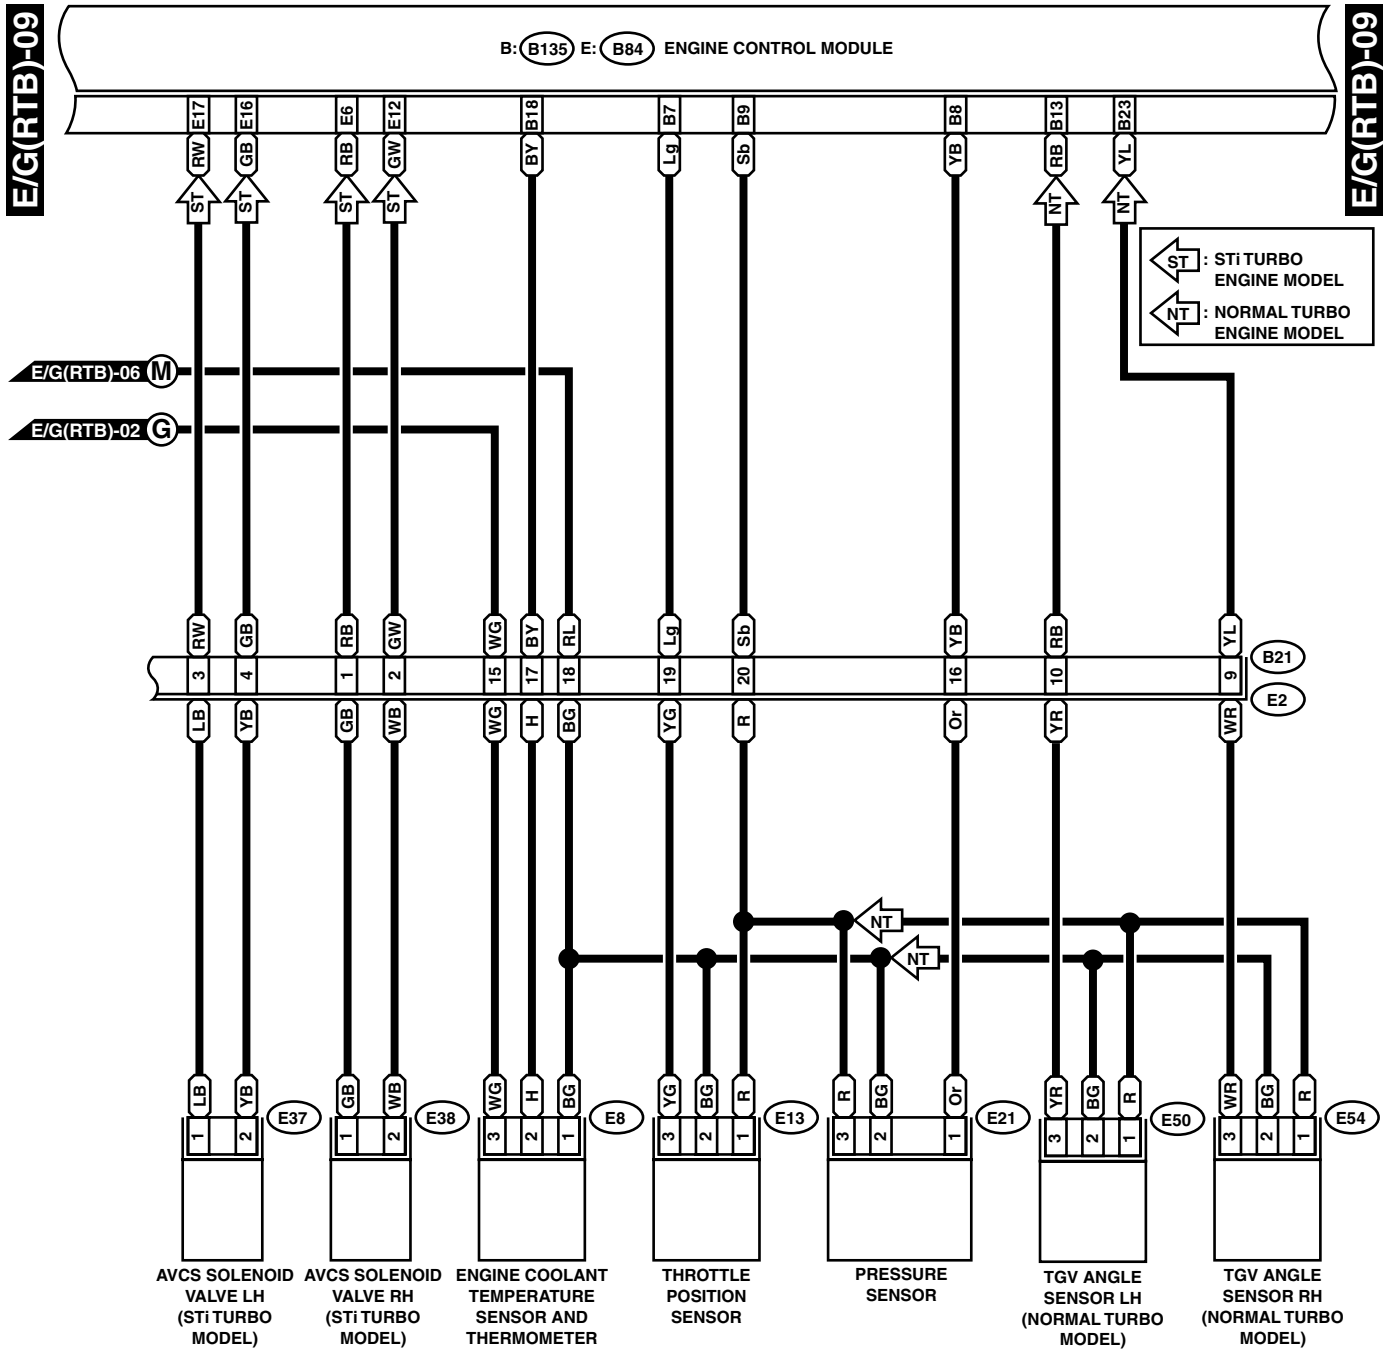 E/G(RTB)-09
E/G(RTB)-09
B: B135 E: B84 ENGINE CONTROL MODULE
E17 E16 E6 E12 B18 B7 B9 B8 B13 B23
RW GB RB GW BY Lg Sb YB RB YL
ST ST ST ST NT NT
ST : STi TURBO
ENGINE MODEL
NT : NORMAL TURBO
ENGINE MODEL
E/G(RTB)-06 M
E/G(RTB)-02 G
RW GB RB GW WG BY RL Lg Sb YB RB YL
B21
3 4 1 2 15 17 18 19 20 16 10 9
E2
LB YB GB WB WG H BG YG R Or YR WR
NT
NT
LB YB GB WB WG H BG YG BG R R BG Or YR BG R WR BG R
E37 E38 E8 E13 E21 E50 E54
1 2 1 2 3 2 1 3 2 1 3 2 1 3 2 1 3 2 1
AVCS SOLENOID
VALVE LH
(STi TURBO
MODEL)
AVCS SOLENOID
VALVE RH
(STi TURBO
MODEL)
ENGINE COOLANT
TEMPERATURE
SENSOR AND
THERMOMETER
THROTTLE
POSITION
SENSOR
PRESSURE
SENSOR
TGV ANGLE
SENSOR LH
(NORMAL TURBO
MODEL)
TGV ANGLE
SENSOR RH
(NORMAL TURBO
MODEL)